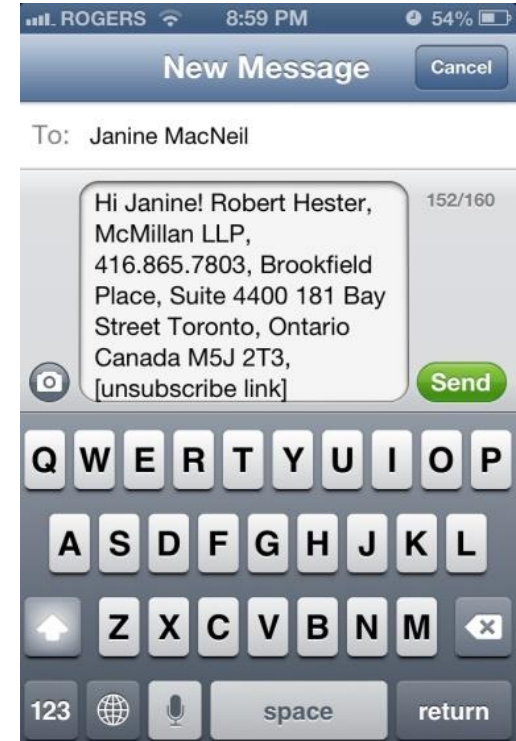 ROGERS 8:59 PM 54%
New Message Cancel
To: Janine MacNeil
Hi Janine! Robert Hester, 152/160
McMillan LLP,
416.865.7803, Brookfield
Place, Suite 4400 181 Bay
Street Toronto, Ontario
Canada M5J 2T3,
[unsubscribe link] Send
Q W E R T Y U I O P
A S D F G H J K L
Z X C V B N M
123 space return